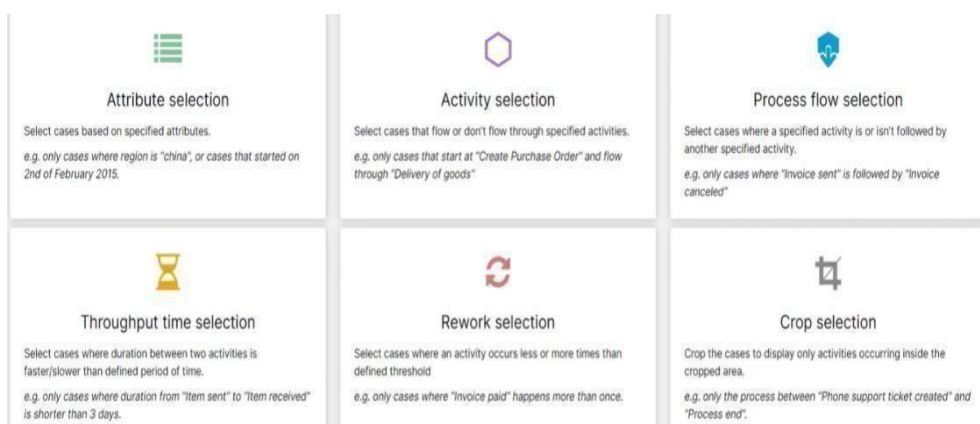 Attribute selection
Select cases based on specified attributes.
e.g. only cases where region is "china", or cases that started on
2nd of February 2015.
Activity selection
Select cases that flow or don't flow through specified activities.
e.g. only cases that start at "Create Purchase Order" and flow
through "Delivery of goods"
Process flow selection
Select cases where a specified activity is or isn't followed by
another specified activity.
e.g. only cases where "Invoice sent" is followed by "Invoice
canceled"
Throughput time selection
Select cases where duration between two activities is
faster/slower than defined period of time.
e.g. only cases where duration from "Item sent" to "Item received"
is shorter than 3 days.
Rework selection
Select cases where an activity occurs less or more times than
defined threshold
e.g. only cases where "Invoice paid" happens more than once.
Crop selection
Crop the cases to display only activities occurring inside the
cropped area.
e.g. only the process between "Phone support ticket created" and
"Process end".